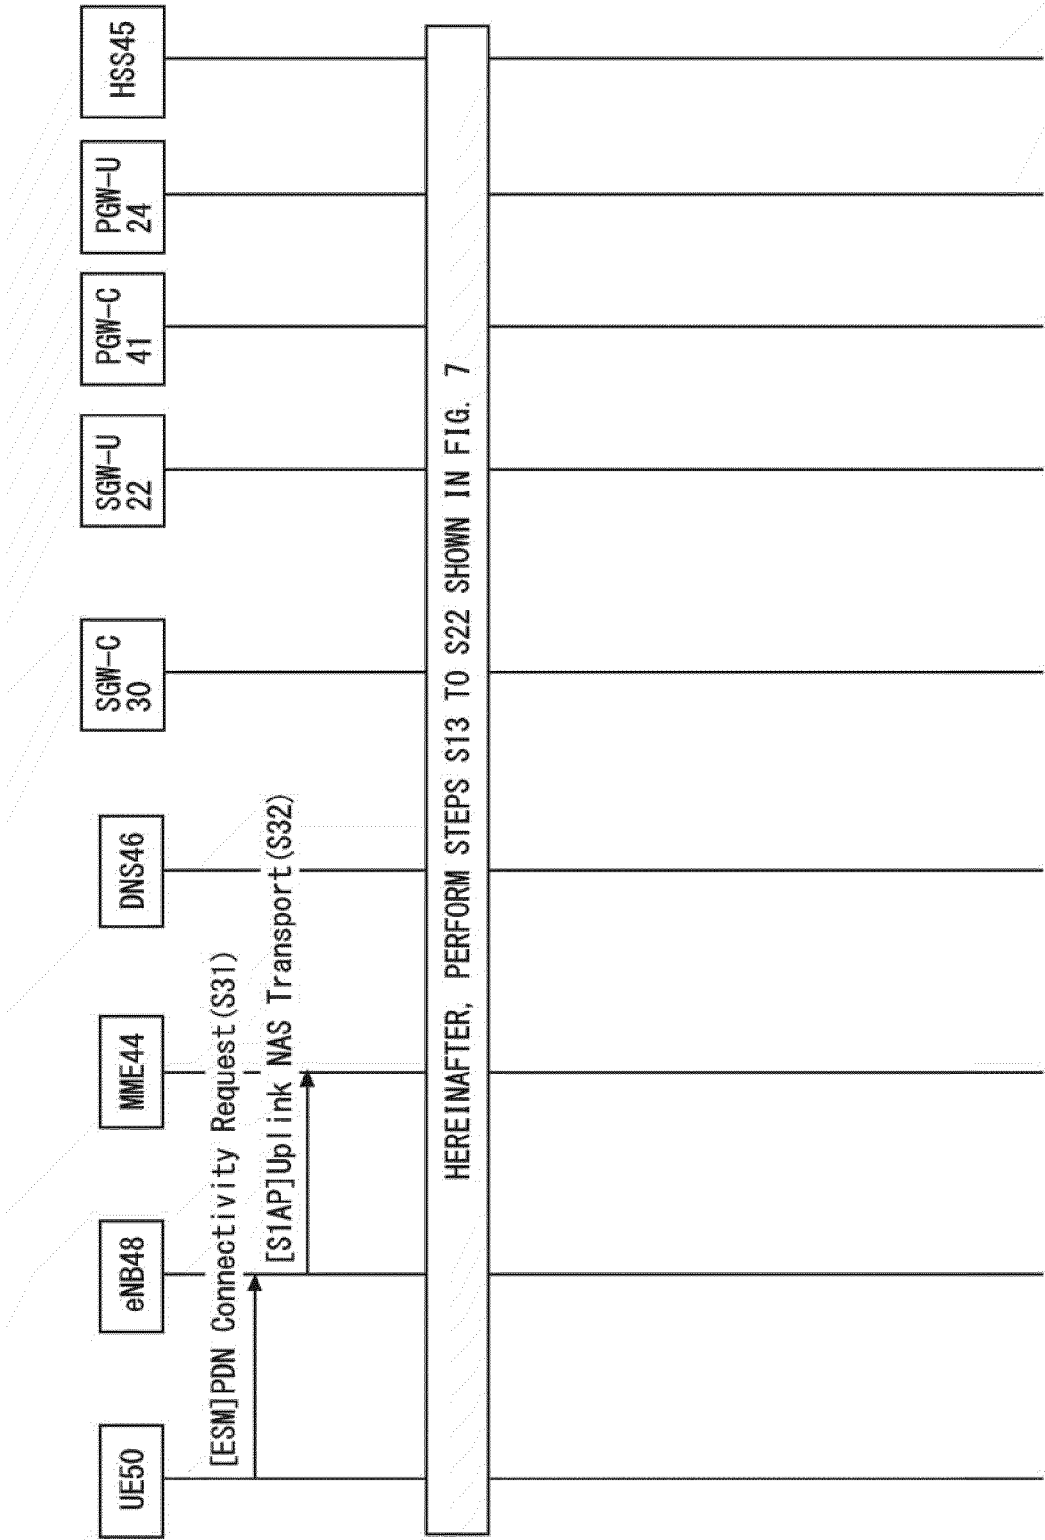 UE50
eNB48
MME44
DNS46
SGW-C
30
SGW-U
22
PGW-C
41
PGW-U
24
HSS45
[ESM]PDN Connectivity Request(S31)
[S1AP]Uplink NAS Transport(S32)
HEREINAFTER, PERFORM STEPS S13 TO S22 SHOWN IN FIG. 7